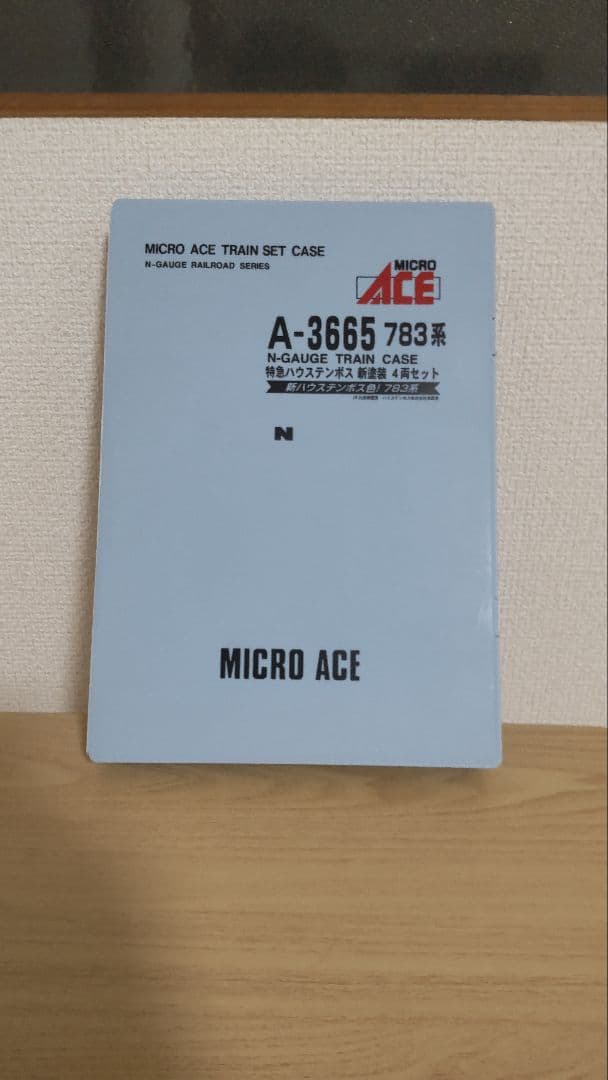 MICRO ACE TRAIN SET CASE
N-GAUGE RAILROAD SERIES
MICRO
ACE
A-3665 783系
N-GAUGE TRAIN CASE
特急ハウステンボス 新塗装 4両セット
新ハウステンボス色! 783系
N
MICRO ACE